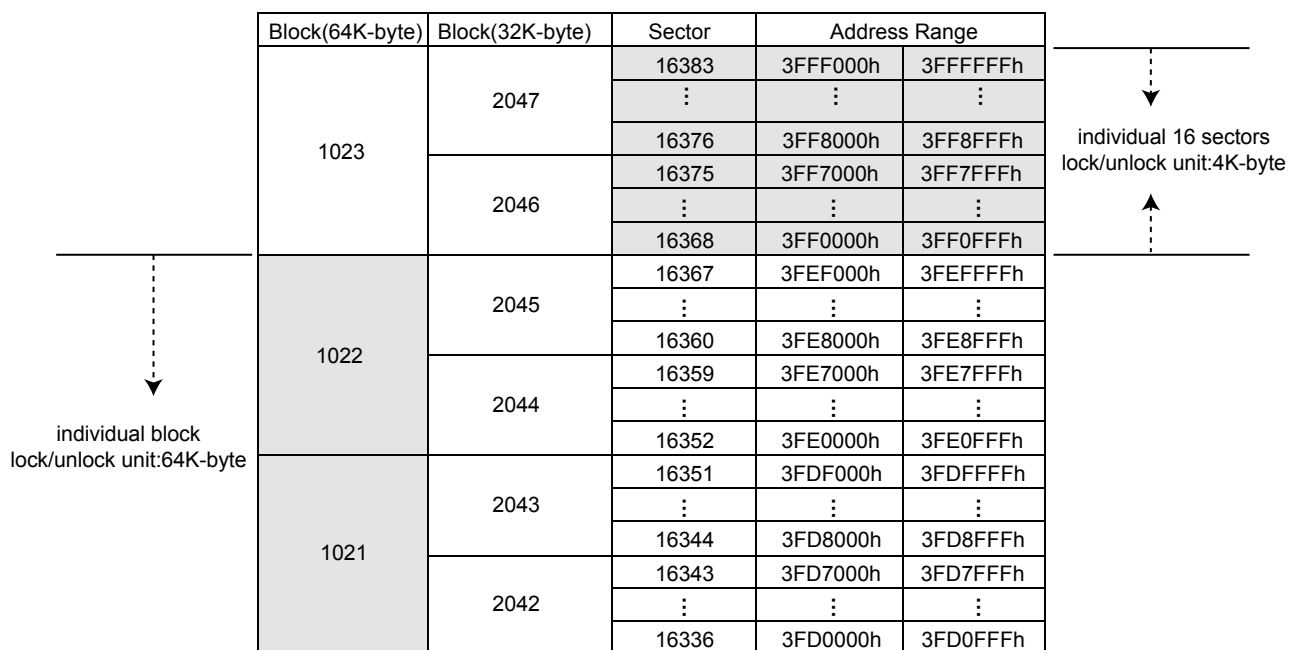 Block(64K-byte) Block(32K-byte) Sector Address Range
16383 3FFF000h 3FFFFFFh
2047 ⋮ ⋮ ⋮
1023 16376 3FF8000h 3FF8FFFh
individual 16 sectors
lock/unlock unit:4K-byte
16375 3FF7000h 3FF7FFFh
2046 ⋮ ⋮ ⋮
16368 3FF0000h 3FF0FFFh
16367 3FEF000h 3FEFFFFh
2045 ⋮ ⋮ ⋮
16360 3FE8000h 3FE8FFFh
1022
16359 3FE7000h 3FE7FFFh
2044 ⋮ ⋮ ⋮
16352 3FE0000h 3FE0FFFh
individual block
lock/unlock unit:64K-byte
16351 3FDF000h 3FDFFFFh
2043 ⋮ ⋮ ⋮
16344 3FD8000h 3FD8FFFh
1021
16343 3FD7000h 3FD7FFFh
2042 ⋮ ⋮ ⋮
16336 3FD0000h 3FD0FFFh